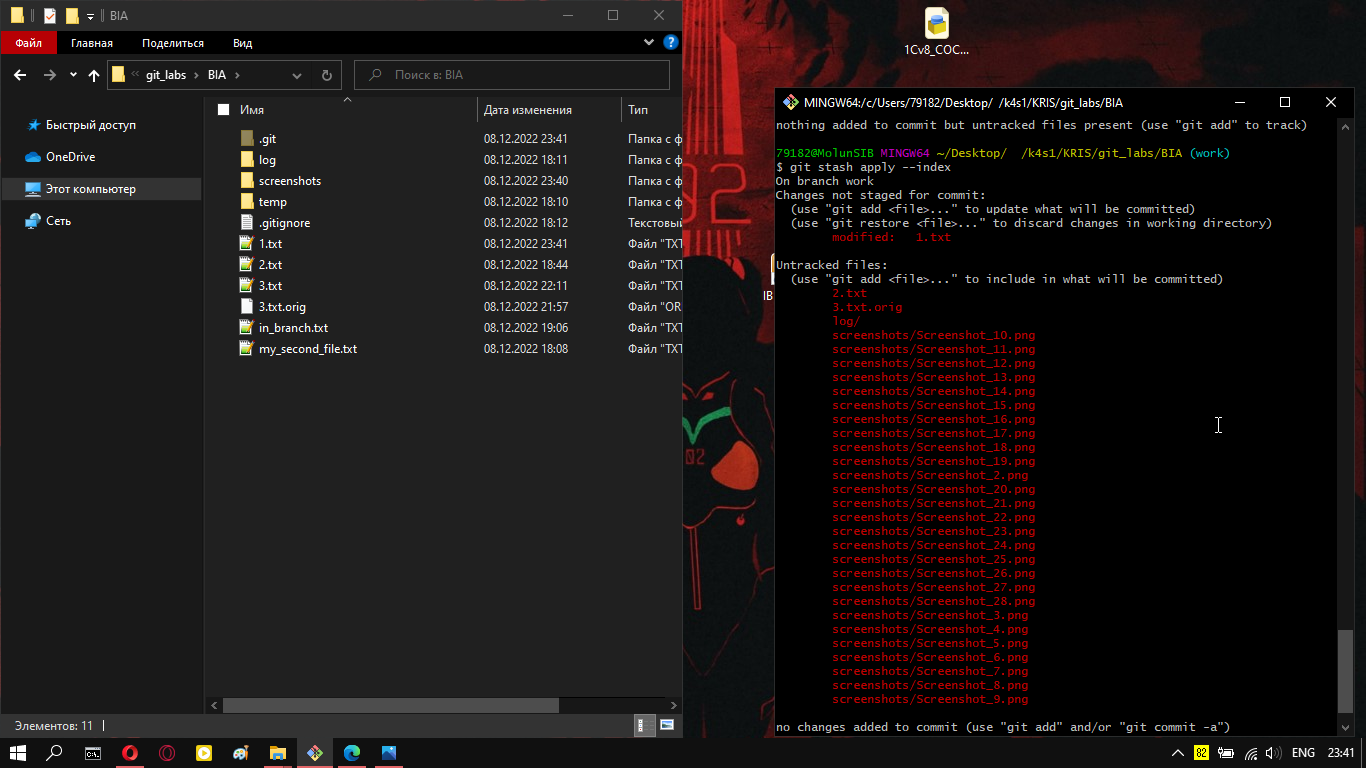 BIA
Файл Главная Поделиться Вид
git_labs BIA Поиск в: BIA
Быстрый доступ
OneDrive
Этот компьютер
Сеть
Имя Дата изменения Тип
.git 08.12.2022 23:41 Папка с ф
log 08.12.2022 18:11 Папка с ф
screenshots 08.12.2022 23:40 Папка с ф
temp 08.12.2022 18:10 Папка с ф
.gitignore 08.12.2022 18:12 Текстовый
1.txt 08.12.2022 23:41 Файл "TXT
2.txt 08.12.2022 18:44 Файл "TXT
3.txt 08.12.2022 22:11 Файл "TXT
3.txt.orig 08.12.2022 21:57 Файл "OR
in_branch.txt 08.12.2022 19:06 Файл "TXT
my_second_file.txt 08.12.2022 18:08 Файл "TXT
Элементов: 11
1Cv8_COC...
MINGW64:/c/Users/79182/Desktop/ /k4s1/KRIS/git_labs/BIA
nothing added to commit but untracked files present (use "git add" to track)
79182@MolunSIB MINGW64 ~/Desktop/ /k4s1/KRIS/git_labs/BIA (work)
$ git stash apply --index
On branch work
Changes not staged for commit:
(use "git add <file>..." to update what will be committed)
(use "git restore <file>..." to discard changes in working directory)
modified: 1.txt
Untracked files:
(use "git add <file>..." to include in what will be committed)
2.txt
3.txt.orig
log/
screenshots/Screenshot_10.png
screenshots/Screenshot_11.png
screenshots/Screenshot_12.png
screenshots/Screenshot_13.png
screenshots/Screenshot_14.png
screenshots/Screenshot_15.png
screenshots/Screenshot_16.png
screenshots/Screenshot_17.png
screenshots/Screenshot_18.png
screenshots/Screenshot_19.png
screenshots/Screenshot_2.png
screenshots/Screenshot_20.png
screenshots/Screenshot_21.png
screenshots/Screenshot_22.png
screenshots/Screenshot_23.png
screenshots/Screenshot_24.png
screenshots/Screenshot_25.png
screenshots/Screenshot_26.png
screenshots/Screenshot_27.png
screenshots/Screenshot_28.png
screenshots/Screenshot_3.png
screenshots/Screenshot_4.png
screenshots/Screenshot_5.png
screenshots/Screenshot_6.png
screenshots/Screenshot_7.png
screenshots/Screenshot_8.png
screenshots/Screenshot_9.png
no changes added to commit (use "git add" and/or "git commit -a")
82 ENG 23:41